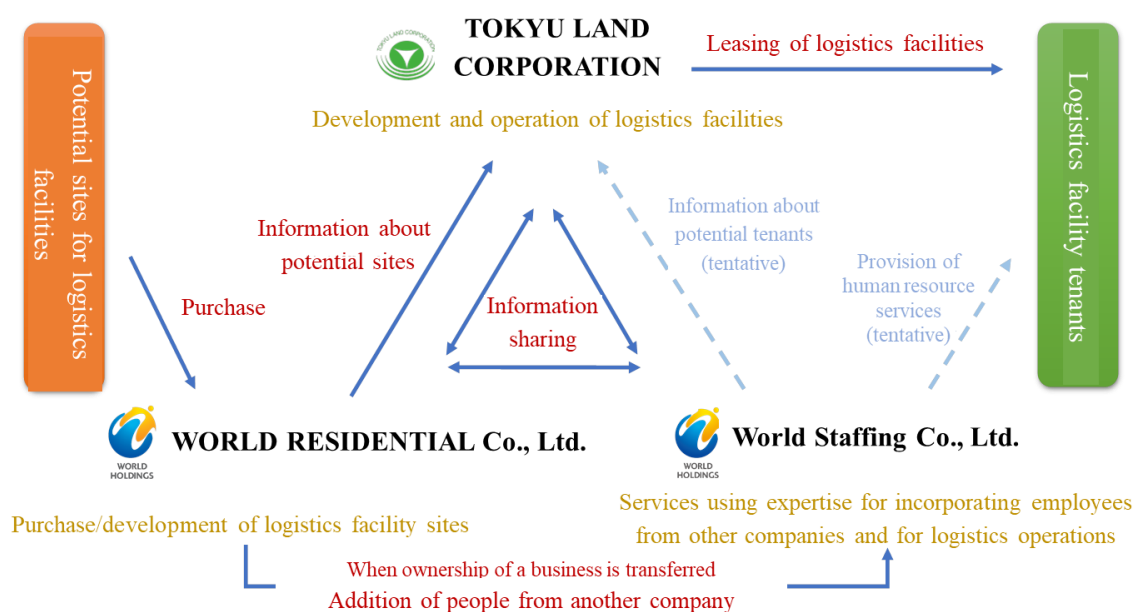 TOKYU LAND CORPORATION
TOKYU LAND
CORPORATION
Leasing of logistics facilities
Development and operation of logistics facilities
Potential sites for logistics
facilities
Logistics facility tenants
Information about
potential sites
Purchase
Information
sharing
Information about
potential tenants
(tentative)
Provision of
human resource
services
(tentative)
WORLD
HOLDINGS
WORLD RESIDENTIAL Co., Ltd.
WORLD
HOLDINGS
World Staffing Co., Ltd.
Purchase/development of logistics facility sites
Services using expertise for incorporating employees
from other companies and for logistics operations
When ownership of a business is transferred
Addition of people from another company